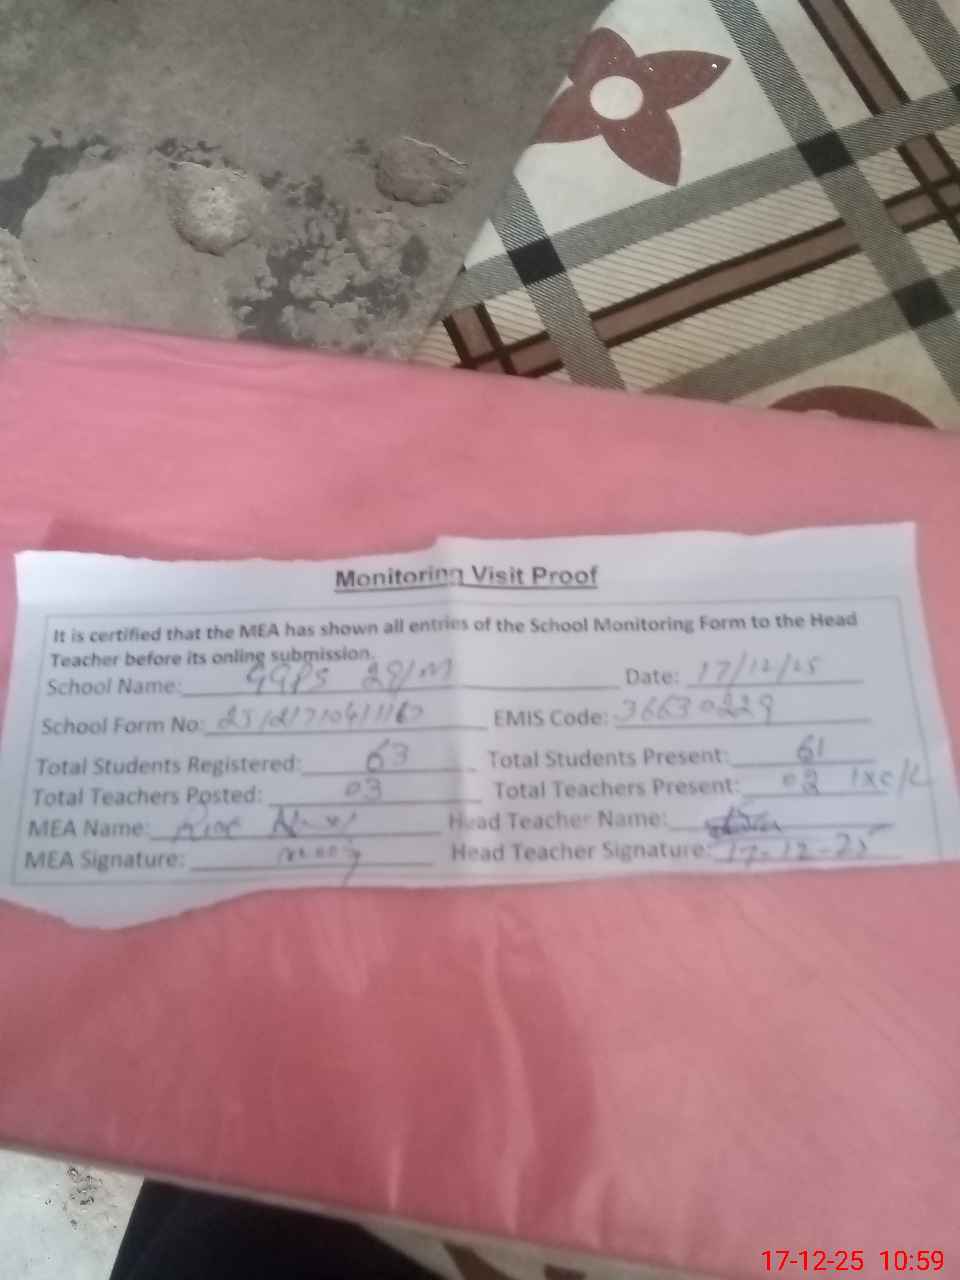 Monitoring Visit Proof
It is certified that the MEA has shown all entries of the School Monitoring Form to the Head
Teacher before its online submission.
School Name: GGPS 29/M Date: 17/12/25
School Form No: EMIS Code: 36630229
Total Students Registered: 63 Total Students Present: 61
Total Teachers Posted: 03 Total Teachers Present: 02 1xc/L
MEA Name: Head Teacher Name:
MEA Signature: Head Teacher Signature: 17-12-25
17-12-25 10:59